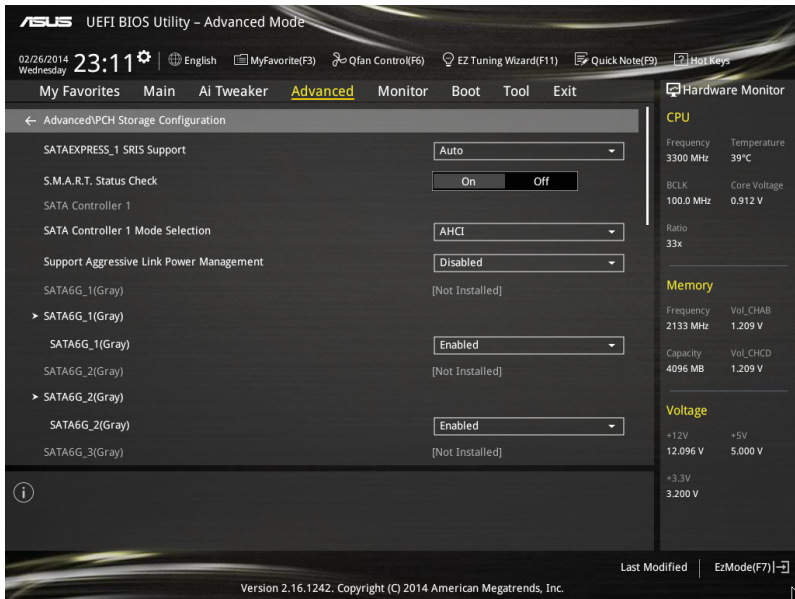 ASUS UEFI BIOS Utility – Advanced Mode
02/26/2014
Wednesday
23:11
English
MyFavorite(F3)
Qfan Control(F6)
EZ Tuning Wizard(F11)
Quick Note(F9)
? Hot Keys
My Favorites Main Ai Tweaker Advanced Monitor Boot Tool Exit
← Advanced\PCH Storage Configuration
SATAEXPRESS_1 SRIS Support Auto
S.M.A.R.T. Status Check On Off
SATA Controller 1
SATA Controller 1 Mode Selection AHCI
Support Aggressive Link Power Management Disabled
SATA6G_1(Gray) [Not Installed]
SATA6G_1(Gray)
SATA6G_1(Gray) Enabled
SATA6G_2(Gray) [Not Installed]
SATA6G_2(Gray)
SATA6G_2(Gray) Enabled
SATA6G_3(Gray) [Not Installed]
Hardware Monitor
CPU
Frequency Temperature
3300 MHz 39°C
BCLK Core Voltage
100.0 MHz 0.912 V
Ratio
33x
Memory
Frequency Vol_CHAB
2133 MHz 1.209 V
Capacity Vol_CHCD
4096 MB 1.209 V
Voltage
+12V +5V
12.096 V 5.000 V
+3.3V
3.200 V
Last Modified EzMode(F7)
Version 2.16.1242. Copyright (C) 2014 American Megatrends, Inc.